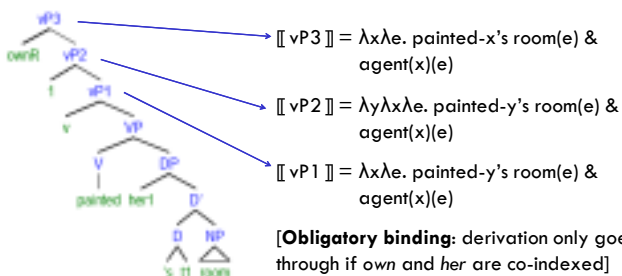 vP3
ownR vP2
1 vP1
v VP
V DP
painted her1 D'
D NP
's t1 room
⟦ vP3 ⟧ = λxλe. painted-x's room(e) &
agent(x)(e)
⟦ vP2 ⟧ = λyλxλe. painted-y's room(e) &
agent(x)(e)
⟦ vP1 ⟧ = λxλe. painted-y's room(e) &
agent(x)(e)
[Obligatory binding: derivation only goe
through if own and her are co-indexed]